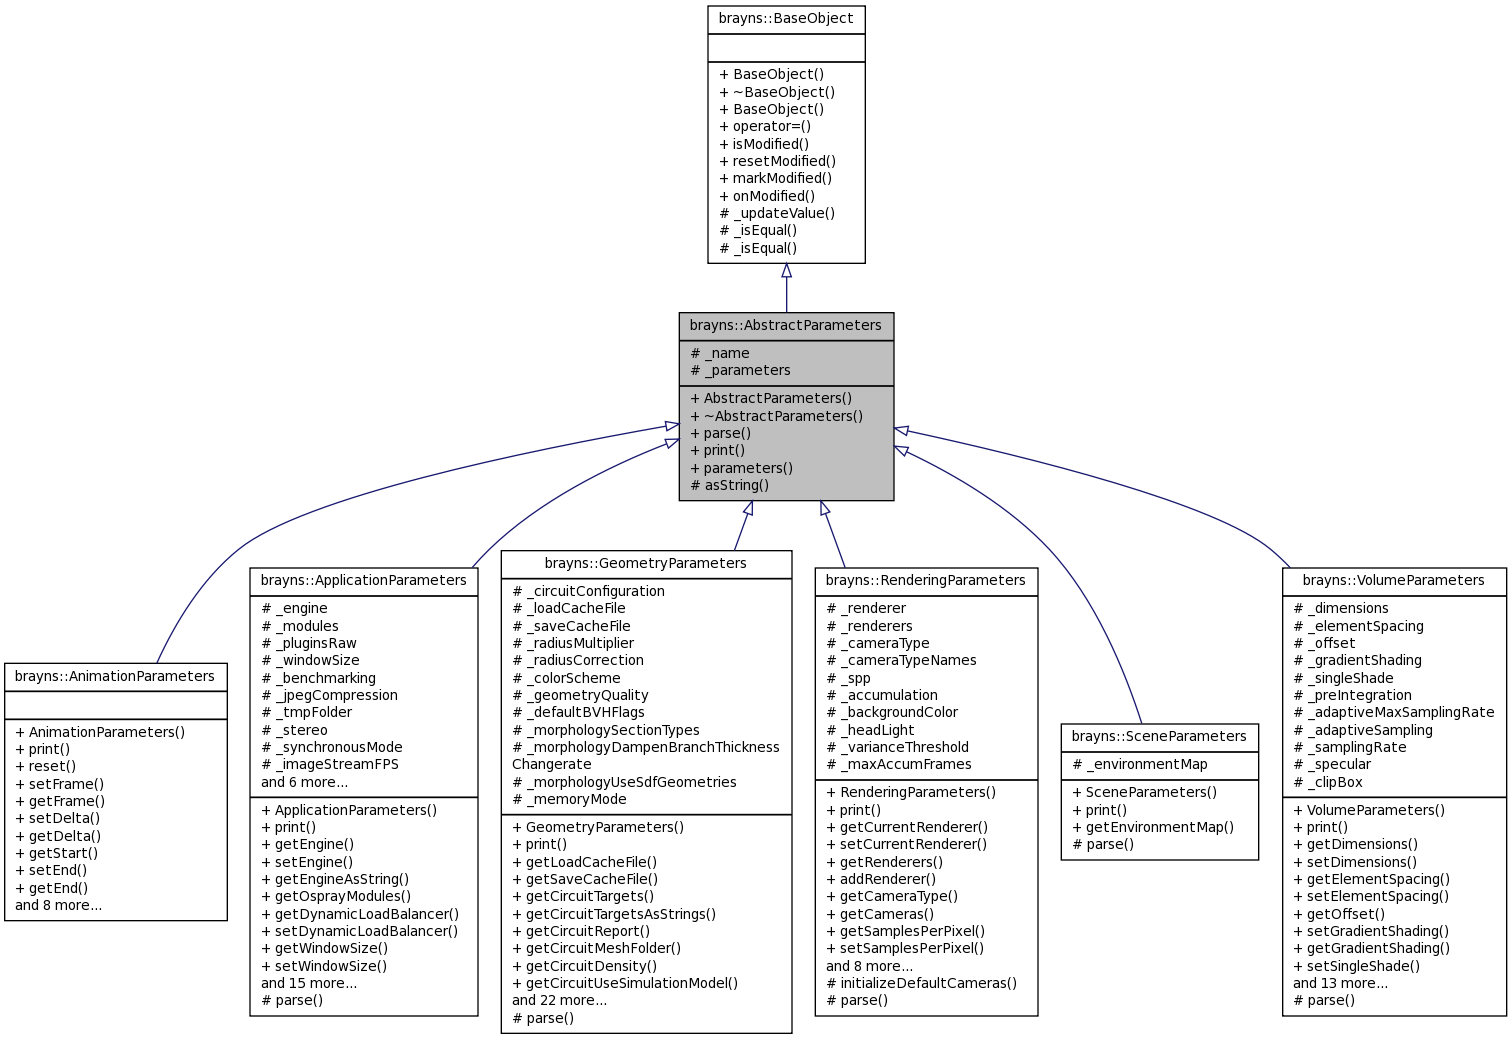 brayns::BaseObject
+ BaseObject()
+ ~BaseObject()
+ BaseObject()
+ operator=()
+ isModified()
+ resetModified()
+ markModified()
+ onModified()
# _updateValue()
# _isEqual()
# _isEqual()
brayns::AbstractParameters
# _name
# _parameters
+ AbstractParameters()
+ ~AbstractParameters()
+ parse()
+ print()
+ parameters()
# asString()
brayns::AnimationParameters
+ AnimationParameters()
+ print()
+ reset()
+ setFrame()
+ getFrame()
+ setDelta()
+ getDelta()
+ getStart()
+ setEnd()
+ getEnd()
and 8 more...
brayns::ApplicationParameters
# _engine
# _modules
# _pluginsRaw
# _windowSize
# _benchmarking
# _jpegCompression
# _tmpFolder
# _stereo
# _synchronousMode
# _imageStreamFPS
and 6 more...
+ ApplicationParameters()
+ print()
+ getEngine()
+ setEngine()
+ getEngineAsString()
+ getOsprayModules()
+ getDynamicLoadBalancer()
+ setDynamicLoadBalancer()
+ getWindowSize()
+ setWindowSize()
and 15 more...
# parse()
brayns::GeometryParameters
# _circuitConfiguration
# _loadCacheFile
# _saveCacheFile
# _radiusMultiplier
# _radiusCorrection
# _colorScheme
# _geometryQuality
# _defaultBVHFlags
# _morphologySectionTypes
# _morphologyDampenBranchThickness
Changerate
# _morphologyUseSdfGeometries
# _memoryMode
+ GeometryParameters()
+ print()
+ getLoadCacheFile()
+ getSaveCacheFile()
+ getCircuitTargets()
+ getCircuitTargetsAsStrings()
+ getCircuitReport()
+ getCircuitMeshFolder()
+ getCircuitDensity()
+ getCircuitUseSimulationModel()
and 22 more...
# parse()
brayns::RenderingParameters
# _renderer
# _renderers
# _cameraType
# _cameraTypeNames
# _spp
# _accumulation
# _backgroundColor
# _headLight
# _varianceThreshold
# _maxAccumFrames
+ RenderingParameters()
+ print()
+ getCurrentRenderer()
+ setCurrentRenderer()
+ getRenderers()
+ addRenderer()
+ getCameraType()
+ getCameras()
+ getSamplesPerPixel()
+ setSamplesPerPixel()
and 8 more...
# initializeDefaultCameras()
# parse()
brayns::SceneParameters
# _environmentMap
+ SceneParameters()
+ print()
+ getEnvironmentMap()
# parse()
brayns::VolumeParameters
# _dimensions
# _elementSpacing
# _offset
# _gradientShading
# _singleShade
# _preIntegration
# _adaptiveMaxSamplingRate
# _adaptiveSampling
# _samplingRate
# _specular
# _clipBox
+ VolumeParameters()
+ print()
+ getDimensions()
+ setDimensions()
+ getElementSpacing()
+ setElementSpacing()
+ getOffset()
+ setGradientShading()
+ getGradientShading()
+ setSingleShade()
and 13 more...
# parse()